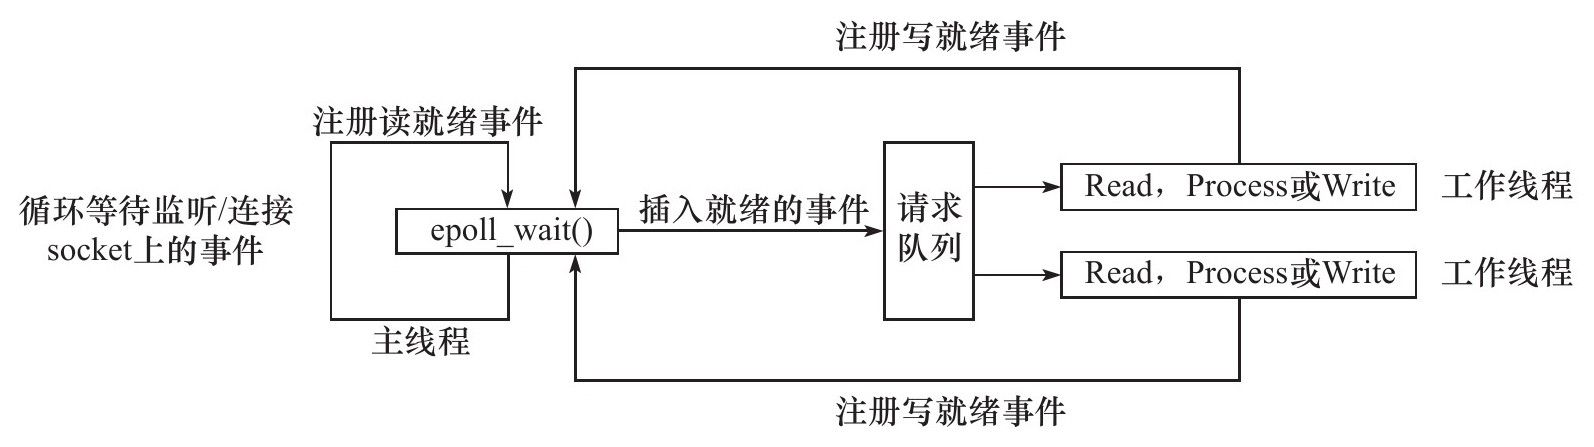 注册写就绪事件
注册读就绪事件
循环等待监听/连接
socket上的事件
epoll_wait()
插入就绪的事件
请求
队列
Read，Process或Write
工作线程
Read，Process或Write
工作线程
主线程
注册写就绪事件